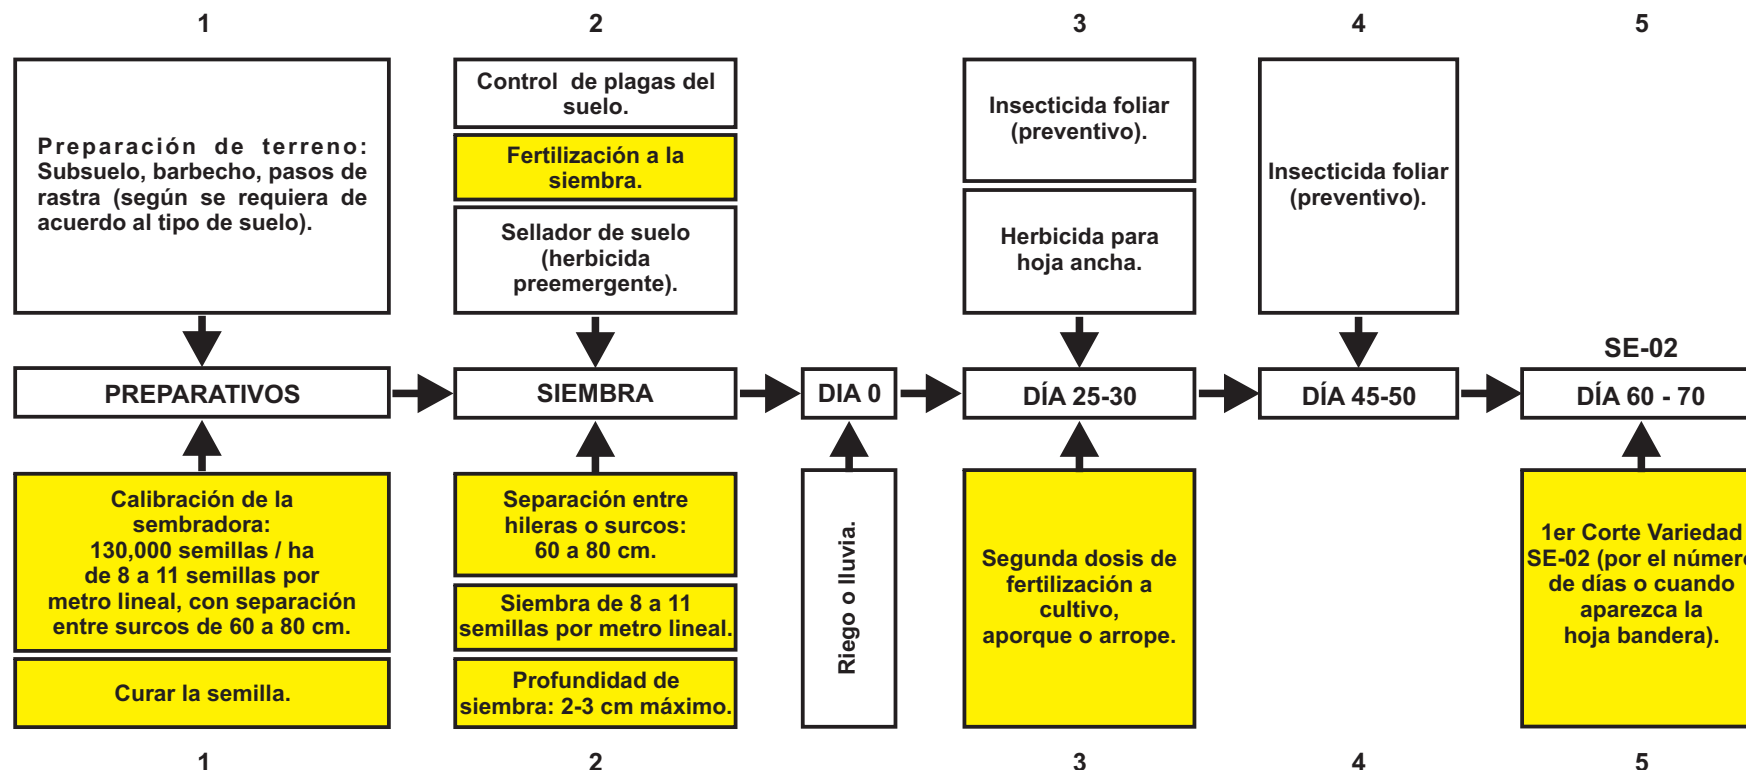 1
2
3
4
5
Preparación de terreno:
Subsuelo, barbecho, pasos de
rastra (según se requiera de
acuerdo al tipo de suelo).
Control de plagas del
suelo.
Fertilización a la
siembra.
Sellador de suelo
(herbicida
preemergente).
Insecticida foliar
(preventivo).
Herbicida para
hoja ancha.
Insecticida foliar
(preventivo).
SE-02
PREPARATIVOS
SIEMBRA
DIA 0
DÍA 25-30
DÍA 45-50
DÍA 60 - 70
Calibración de la
sembradora:
130,000 semillas / ha
de 8 a 11 semillas por
metro lineal, con separación
entre surcos de 60 a 80 cm.
Curar la semilla.
Separación entre
hileras o surcos:
60 a 80 cm.
Siembra de 8 a 11
semillas por metro lineal.
Profundidad de
siembra: 2-3 cm máximo.
Riego o lluvia.
Segunda dosis de
fertilización a
cultivo,
aporque o arrope.
1er Corte Variedad
SE-02 (por el número
de días o cuando
aparezca la
hoja bandera).
1
2
3
4
5